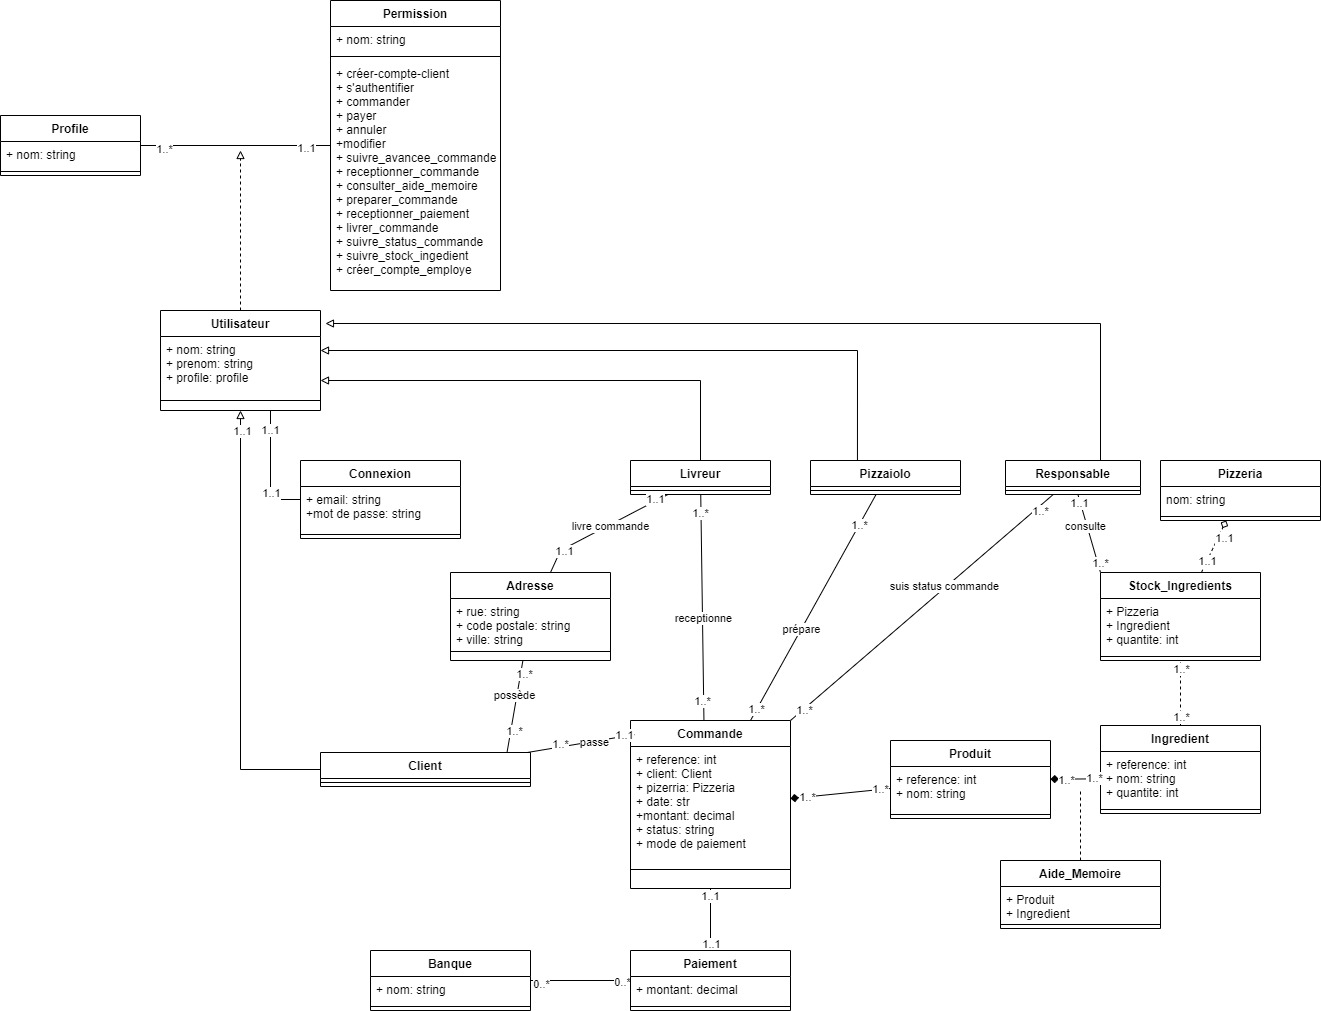 Permission
+ nom: string
+ créer-compte-client
+ s'authentifier
+ commander
+ payer
+ annuler
+modifier
+ suivre_avancee_commande
+ receptionner_commande
+ consulter_aide_memoire
+ preparer_commande
+ receptionner_paiement
+ livrer_commande
+ suivre_status_commande
+ suivre_stock_ingedient
+ créer_compte_employe
Profile
+ nom: string
1..*
1..1
Utilisateur
+ nom: string
+ prenom: string
+ profile: profile
1..1
1..1
1..1
Connexion
+ email: string
+mot de passe: string
Livreur
Pizzaiolo
Responsable
Pizzeria
nom: string
1..1
livre commande
1..1
1..*
receptionne
1..*
1..*
prépare
1..*
1..*
suis status commande
1..*
1..1
consulte
1..*
1..1
1..1
Adresse
+ rue: string
+ code postale: string
+ ville: string
Stock_Ingredients
+ Pizzeria
+ Ingredient
+ quantite: int
1..*
possède
1..*
1..*
1..*
Client
1..*
passe
1..1
Commande
+ reference: int
+ client: Client
+ pizerria: Pizzeria
+ date: str
+montant: decimal
+ status: string
+ mode de paiement
1..*
1..*
Produit
+ reference: int
+ nom: string
1..*
1..*
Ingredient
+ reference: int
+ nom: string
+ quantite: int
Aide_Memoire
+ Produit
+ Ingredient
1..1
1..1
Banque
+ nom: string
0..*
0..*
Paiement
+ montant: decimal